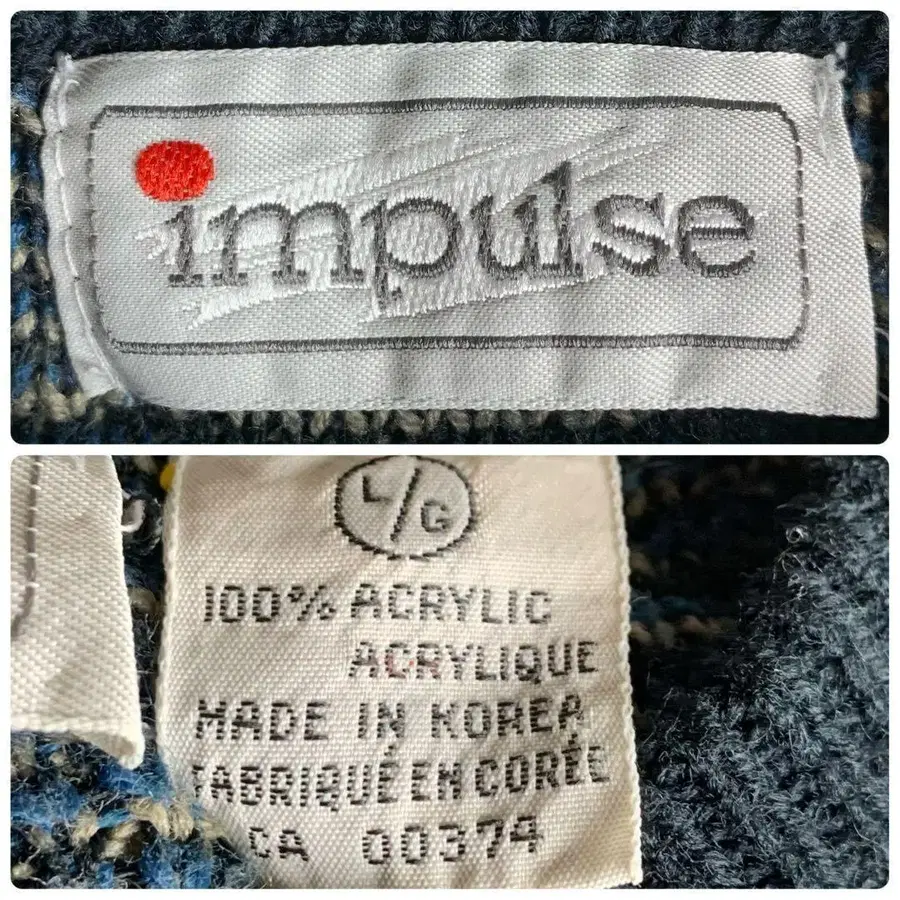 impulse
L/G
100% ACRYLIC
ACRYLIQUE
MADE IN KOREA
FABRIQUÉ EN CORÉE
CA 00374